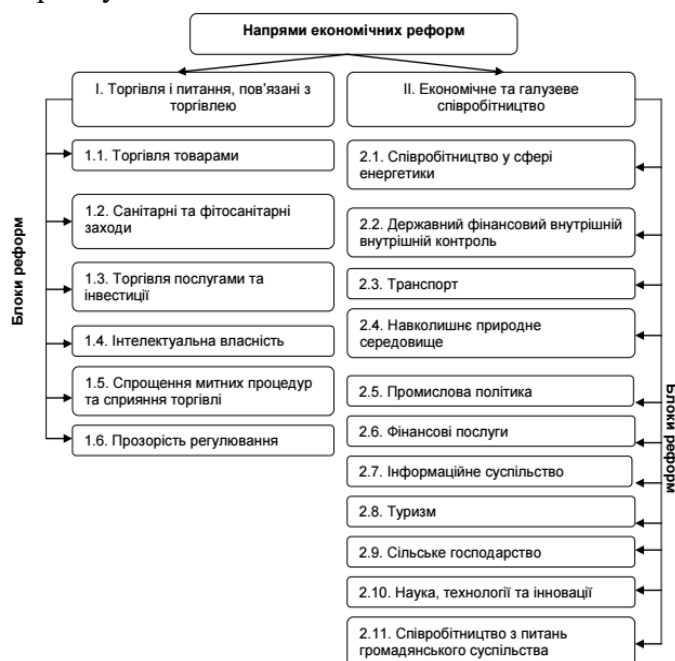 Напрями економічних реформ
І. Торгівля і питання, пов’язані з
торгівлею
1.1. Торгівля товарами
1.2. Санітарні та фітосанітарні
заходи
1.3. Торгівля послугами та
інвестиції
1.4. Інтелектуальна власність
1.5. Спрощення митних процедур
та сприяння торгівлі
1.6. Прозорість регулювання
Блоки реформ
ІІ. Економічне та галузеве
співробітництво
2.1. Співробітництво у сфері
енергетики
2.2. Державний фінансовий внутрішній
внутрішній контроль
2.3. Транспорт
2.4. Навколишнє природне
середовище
2.5. Промислова політика
2.6. Фінансові послуги
2.7. Інформаційне суспільство
2.8. Туризм
2.9. Сільське господарство
2.10. Наука, технології та інновації
2.11. Співробітництво з питань
громадянського суспільства
Блоки реформ